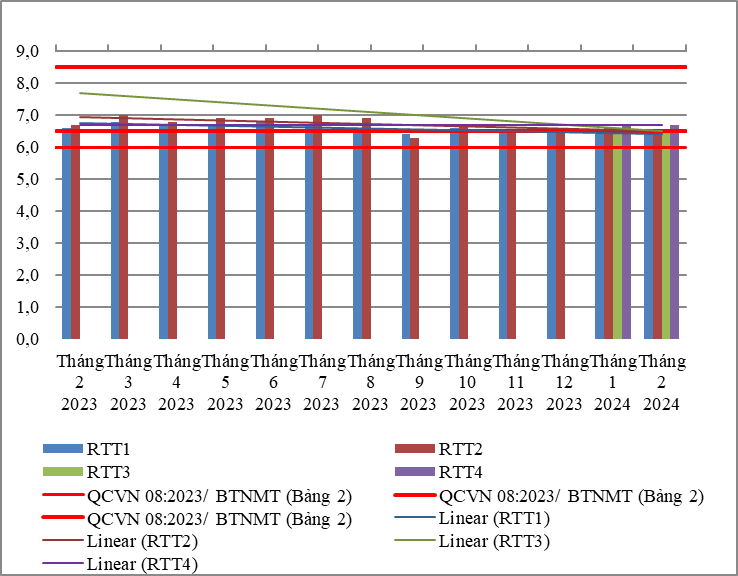 9,0
8,0
7,0
6,0
5,0
4,0
3,0
2,0
1,0
0,0
Tháng Tháng Tháng Tháng Tháng Tháng Tháng Tháng Tháng Tháng Tháng Tháng Tháng
2 3 4 5 6 7 8 9 10 11 12 1 2
2023 2023 2023 2023 2023 2023 2023 2023 2023 2023 2023 2024 2024
RTT1 RTT2
RTT3 RTT4
QCVN 08:2023/ BTNMT (Bảng 2) QCVN 08:2023/ BTNMT (Bảng 2)
QCVN 08:2023/ BTNMT (Bảng 2) Linear (RTT1)
Linear (RTT2) Linear (RTT3)
Linear (RTT4)